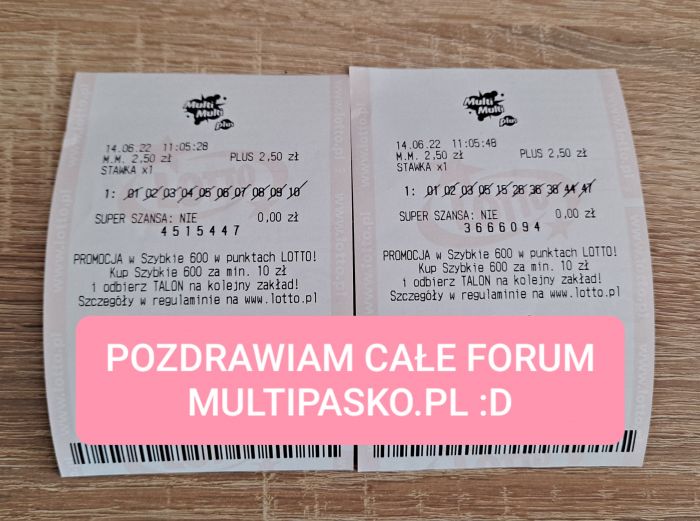 Multi
Multi
plus
14.06.22 11:05:28
M.M. 2,50 zł PLUS 2,50 zł
STAWKA x1
1: 01 02 03 04 05 06 07 08 09 10
SUPER SZANSA: NIE 0,00 zł
4515447
PROMOCJA w Szybkie 600 w punktach LOTTO!
Kup Szybkie 600 za min. 10 zł
i odbierz TALON na kolejny zakład!
Szczegóły w regulaminie na www.lotto.pl
Multi
Multi
plus
14.06.22 11:05:48
M.M. 2,50 zł PLUS 2,50 zł
STAWKA x1
1: 01 02 03 05 15 28 36 38 44 47
SUPER SZANSA: NIE 0,00 zł
3666094
PROMOCJA w Szybkie 600 w punktach LOTTO!
Kup Szybkie 600 za min. 10 zł
i odbierz TALON na kolejny zakład!
Szczegóły w regulaminie na www.lotto.pl
POZDRAWIAM CAŁE FORUM
MULTIPASKO.PL :D